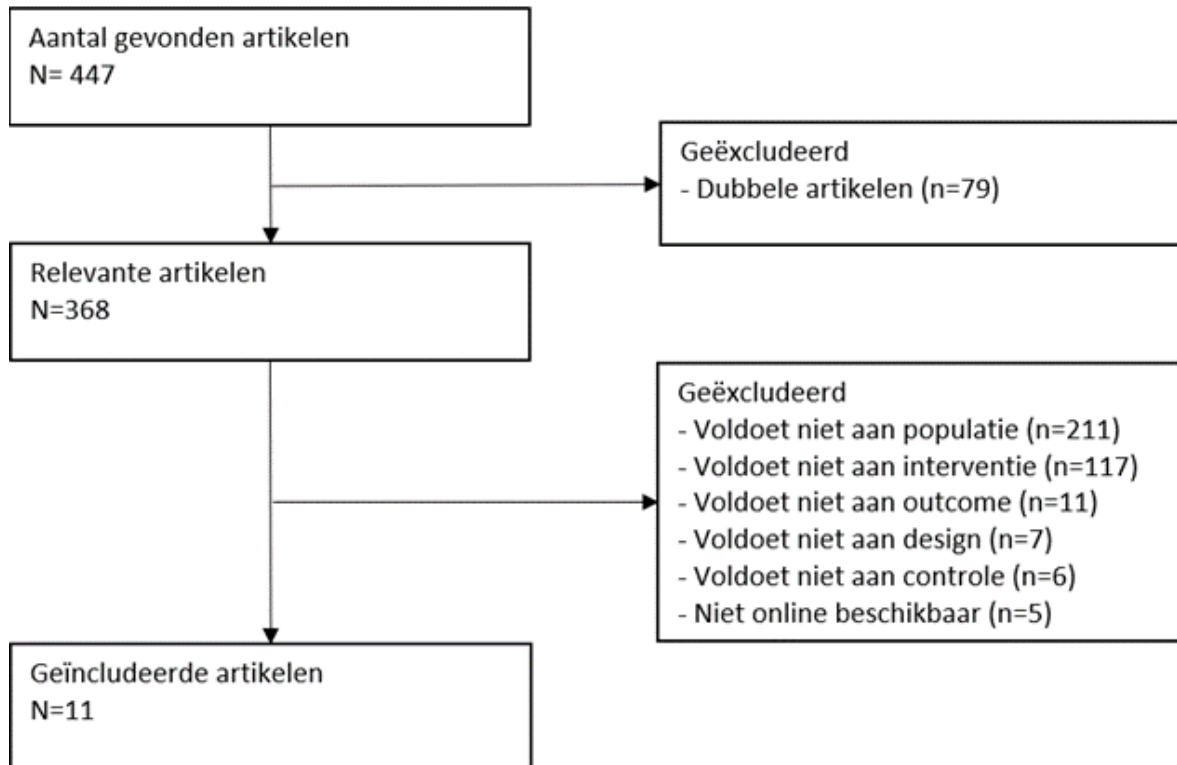 Aantal gevonden artikelen
N= 447
Geëxcludeerd
- Dubbele artikelen (n=79)
Relevante artikelen
N=368
Geëxcludeerd
- Voldoet niet aan populatie (n=211)
- Voldoet niet aan interventie (n=117)
- Voldoet niet aan outcome (n=11)
- Voldoet niet aan design (n=7)
- Voldoet niet aan controle (n=6)
- Niet online beschikbaar (n=5)
Geïncludeerde artikelen
N=11